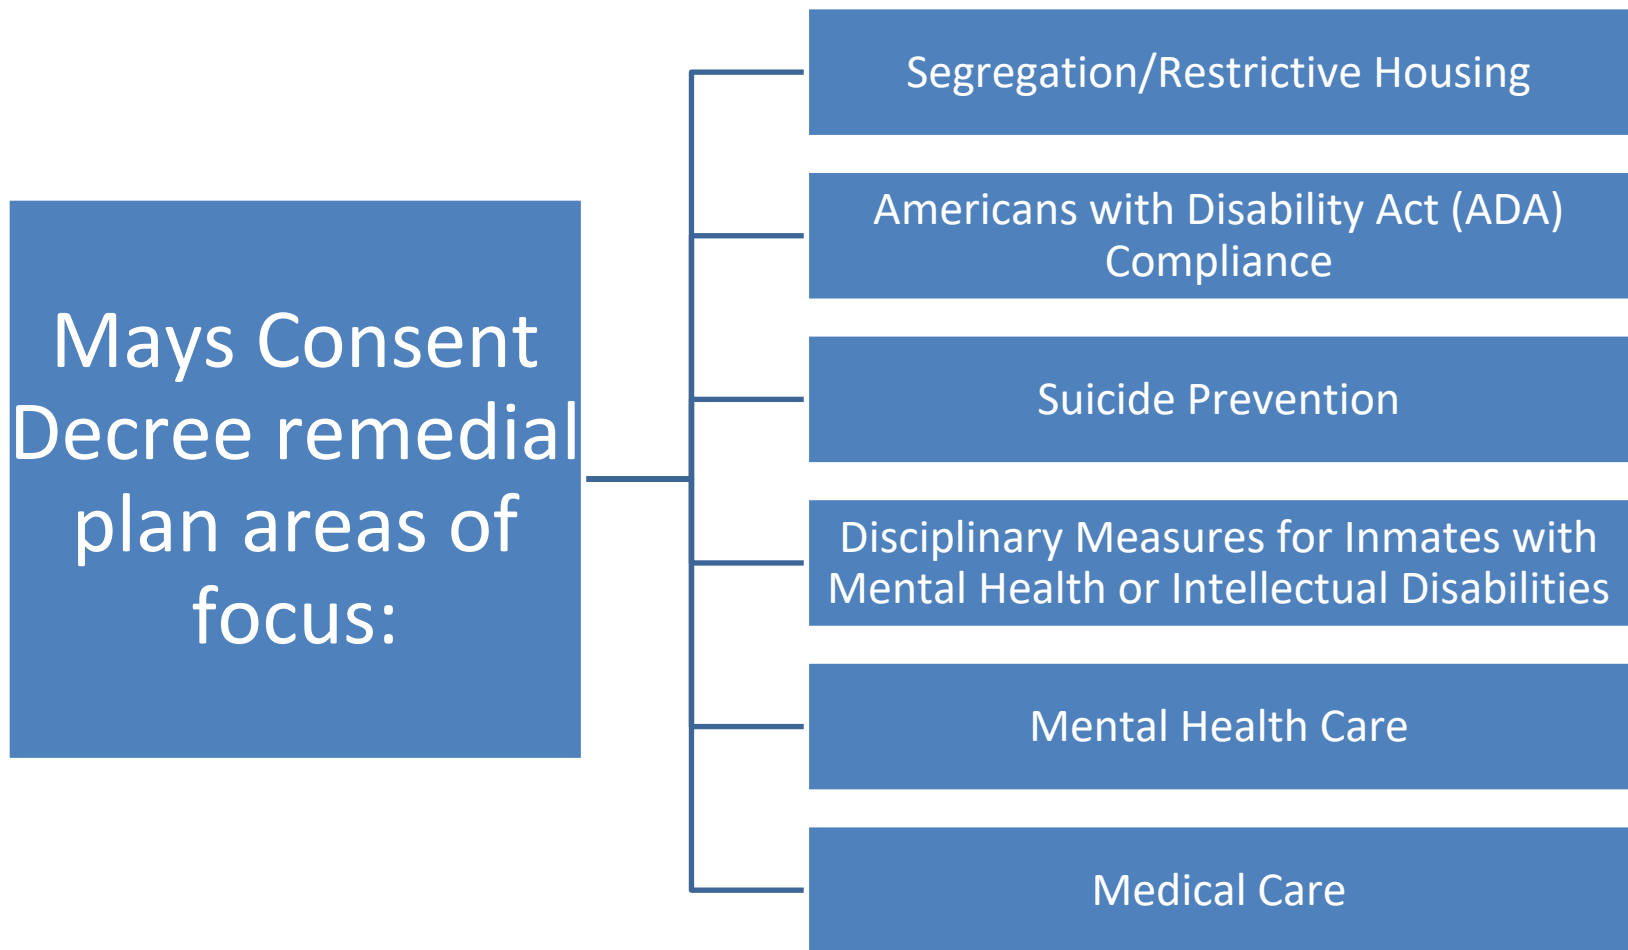 Mays Consent
Decree remedial
plan areas of
focus:
Segregation/Restrictive Housing
Americans with Disability Act (ADA)
Compliance
Suicide Prevention
Disciplinary Measures for Inmates with
Mental Health or Intellectual Disabilities
Mental Health Care
Medical Care